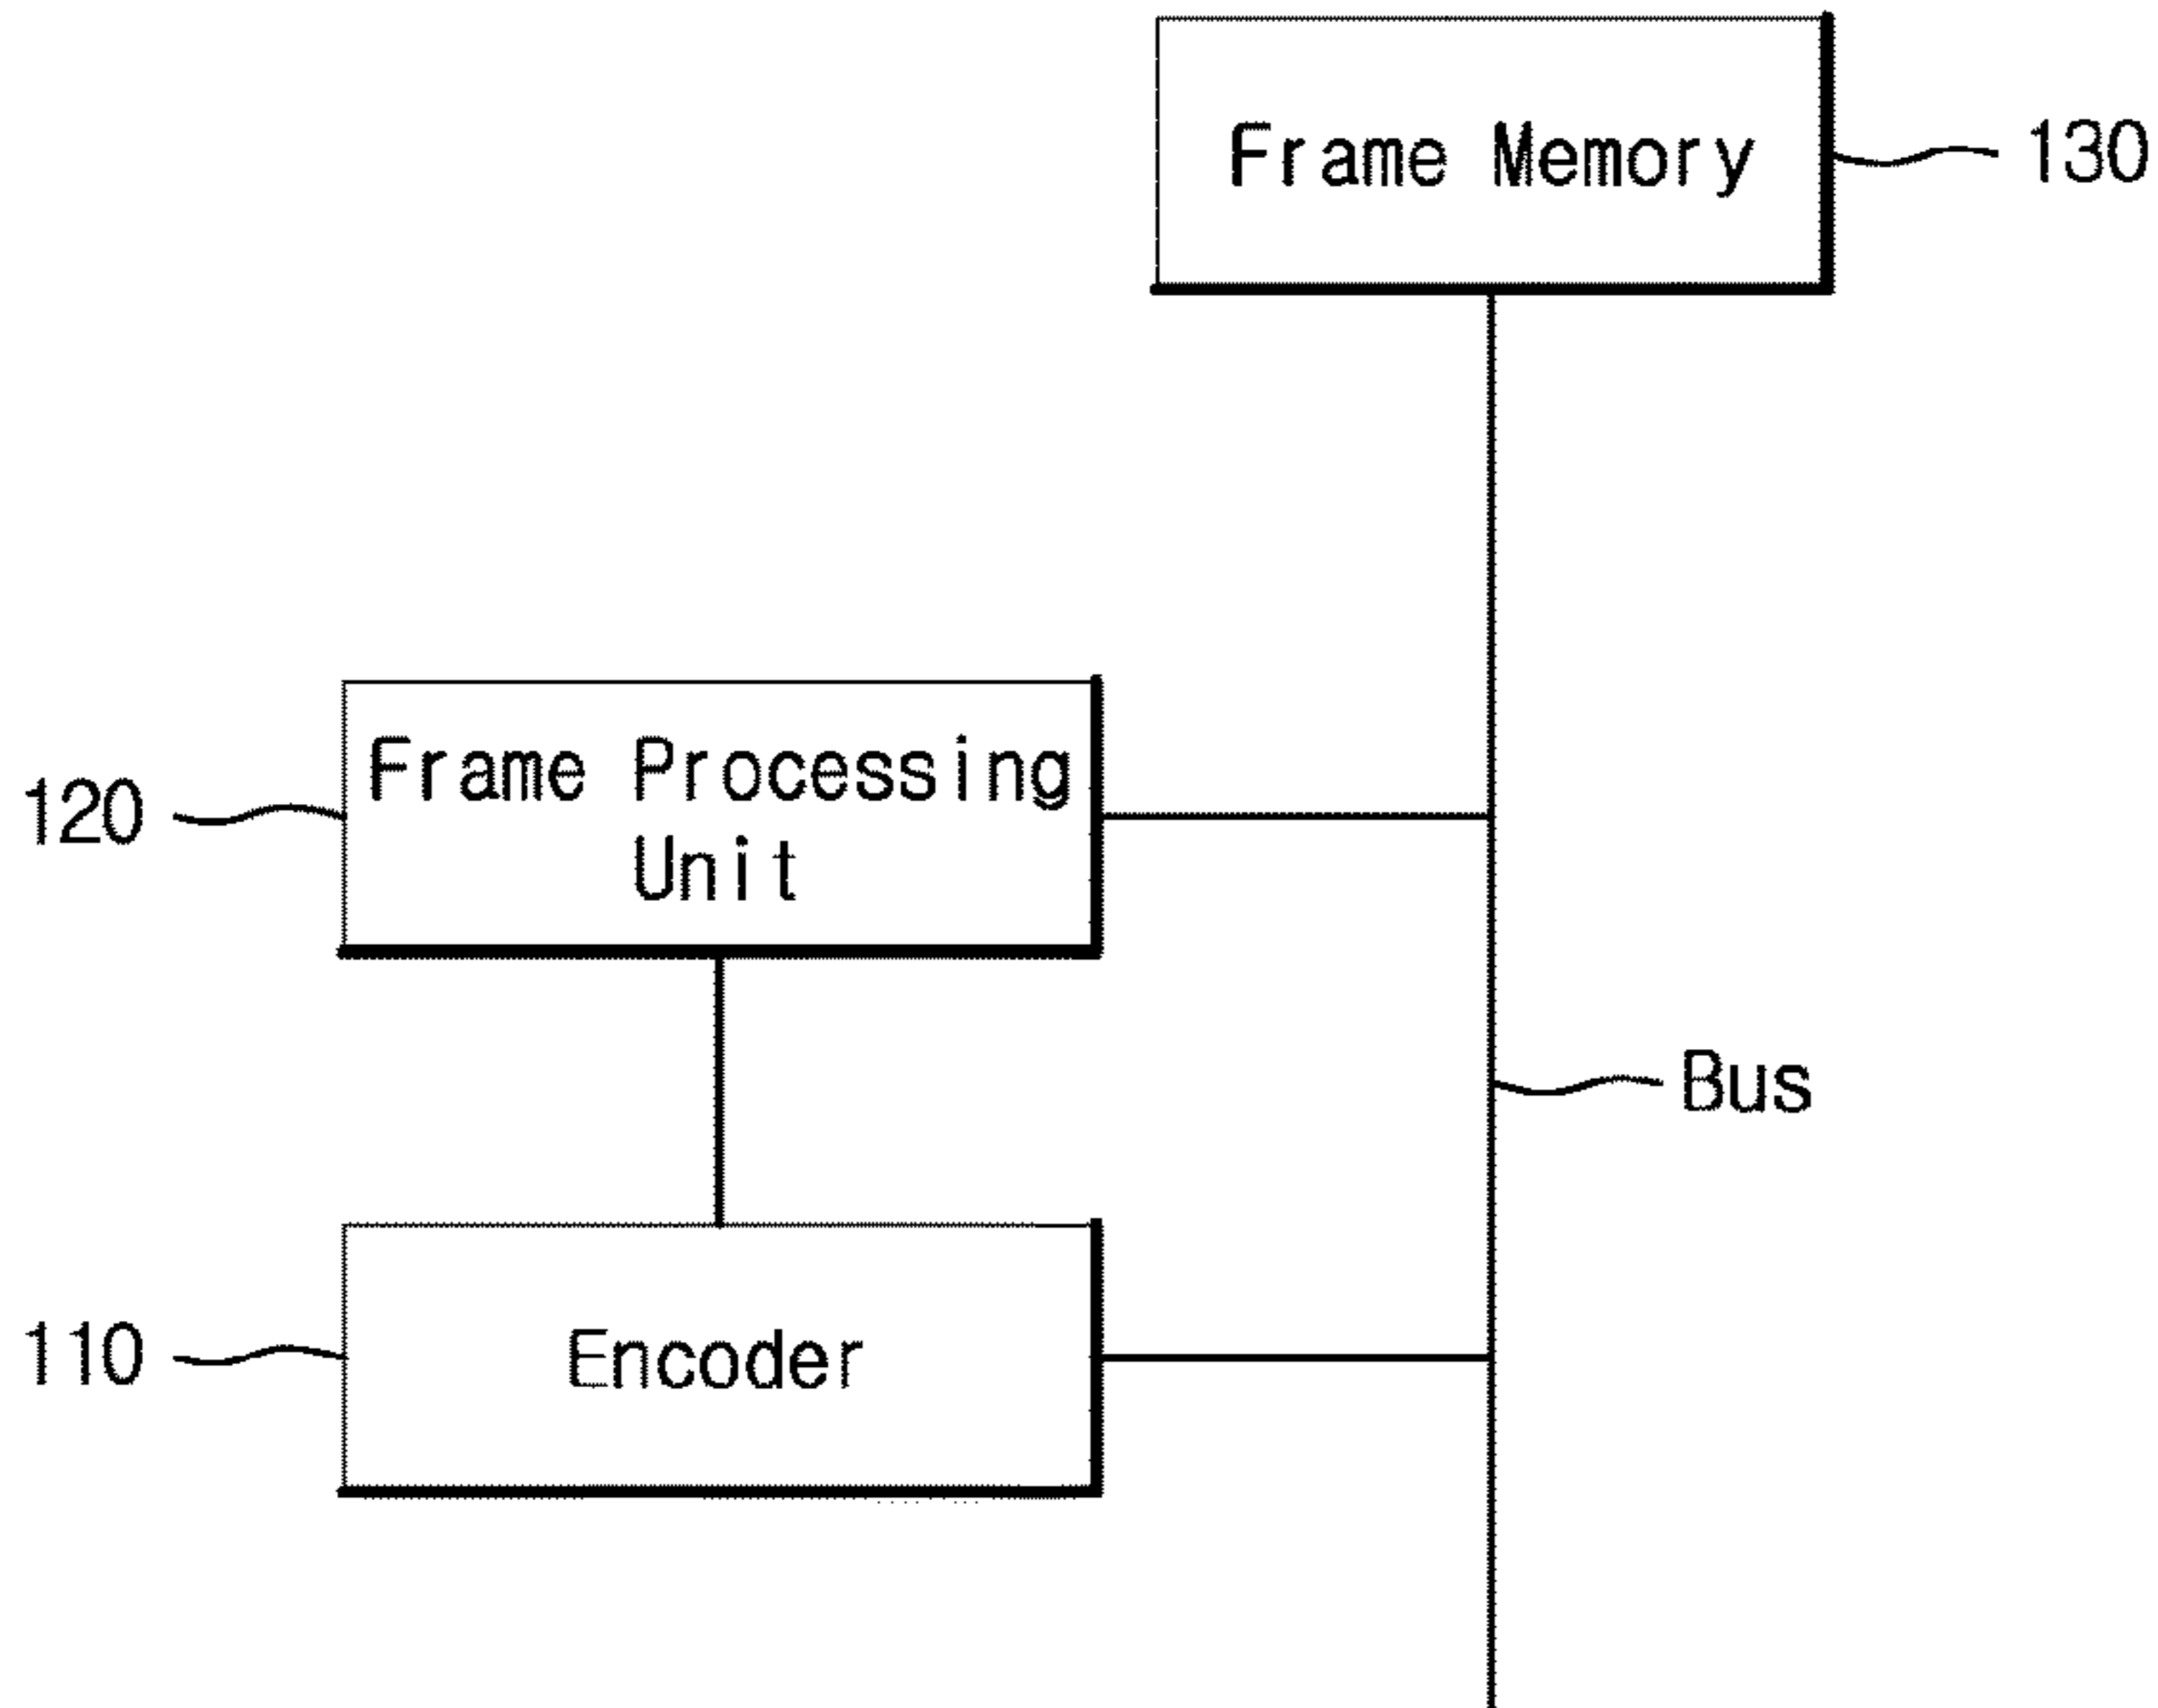 Frame Memory
130
Frame Processing
Unit
120
Bus
Encoder
110